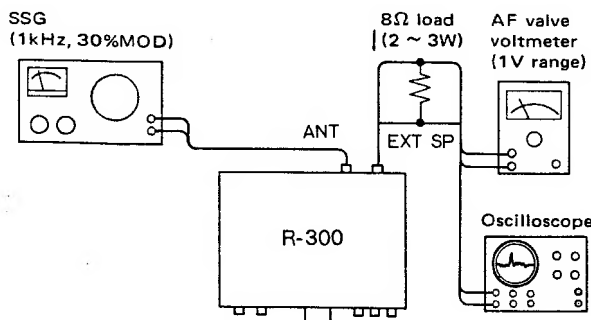 SSG
(1kHz, 30%MOD)
8Ω load
(2 ~ 3W)
AF valve
voltmeter
(1V range)
ANT
EXT SP
R-300
Oscilloscope